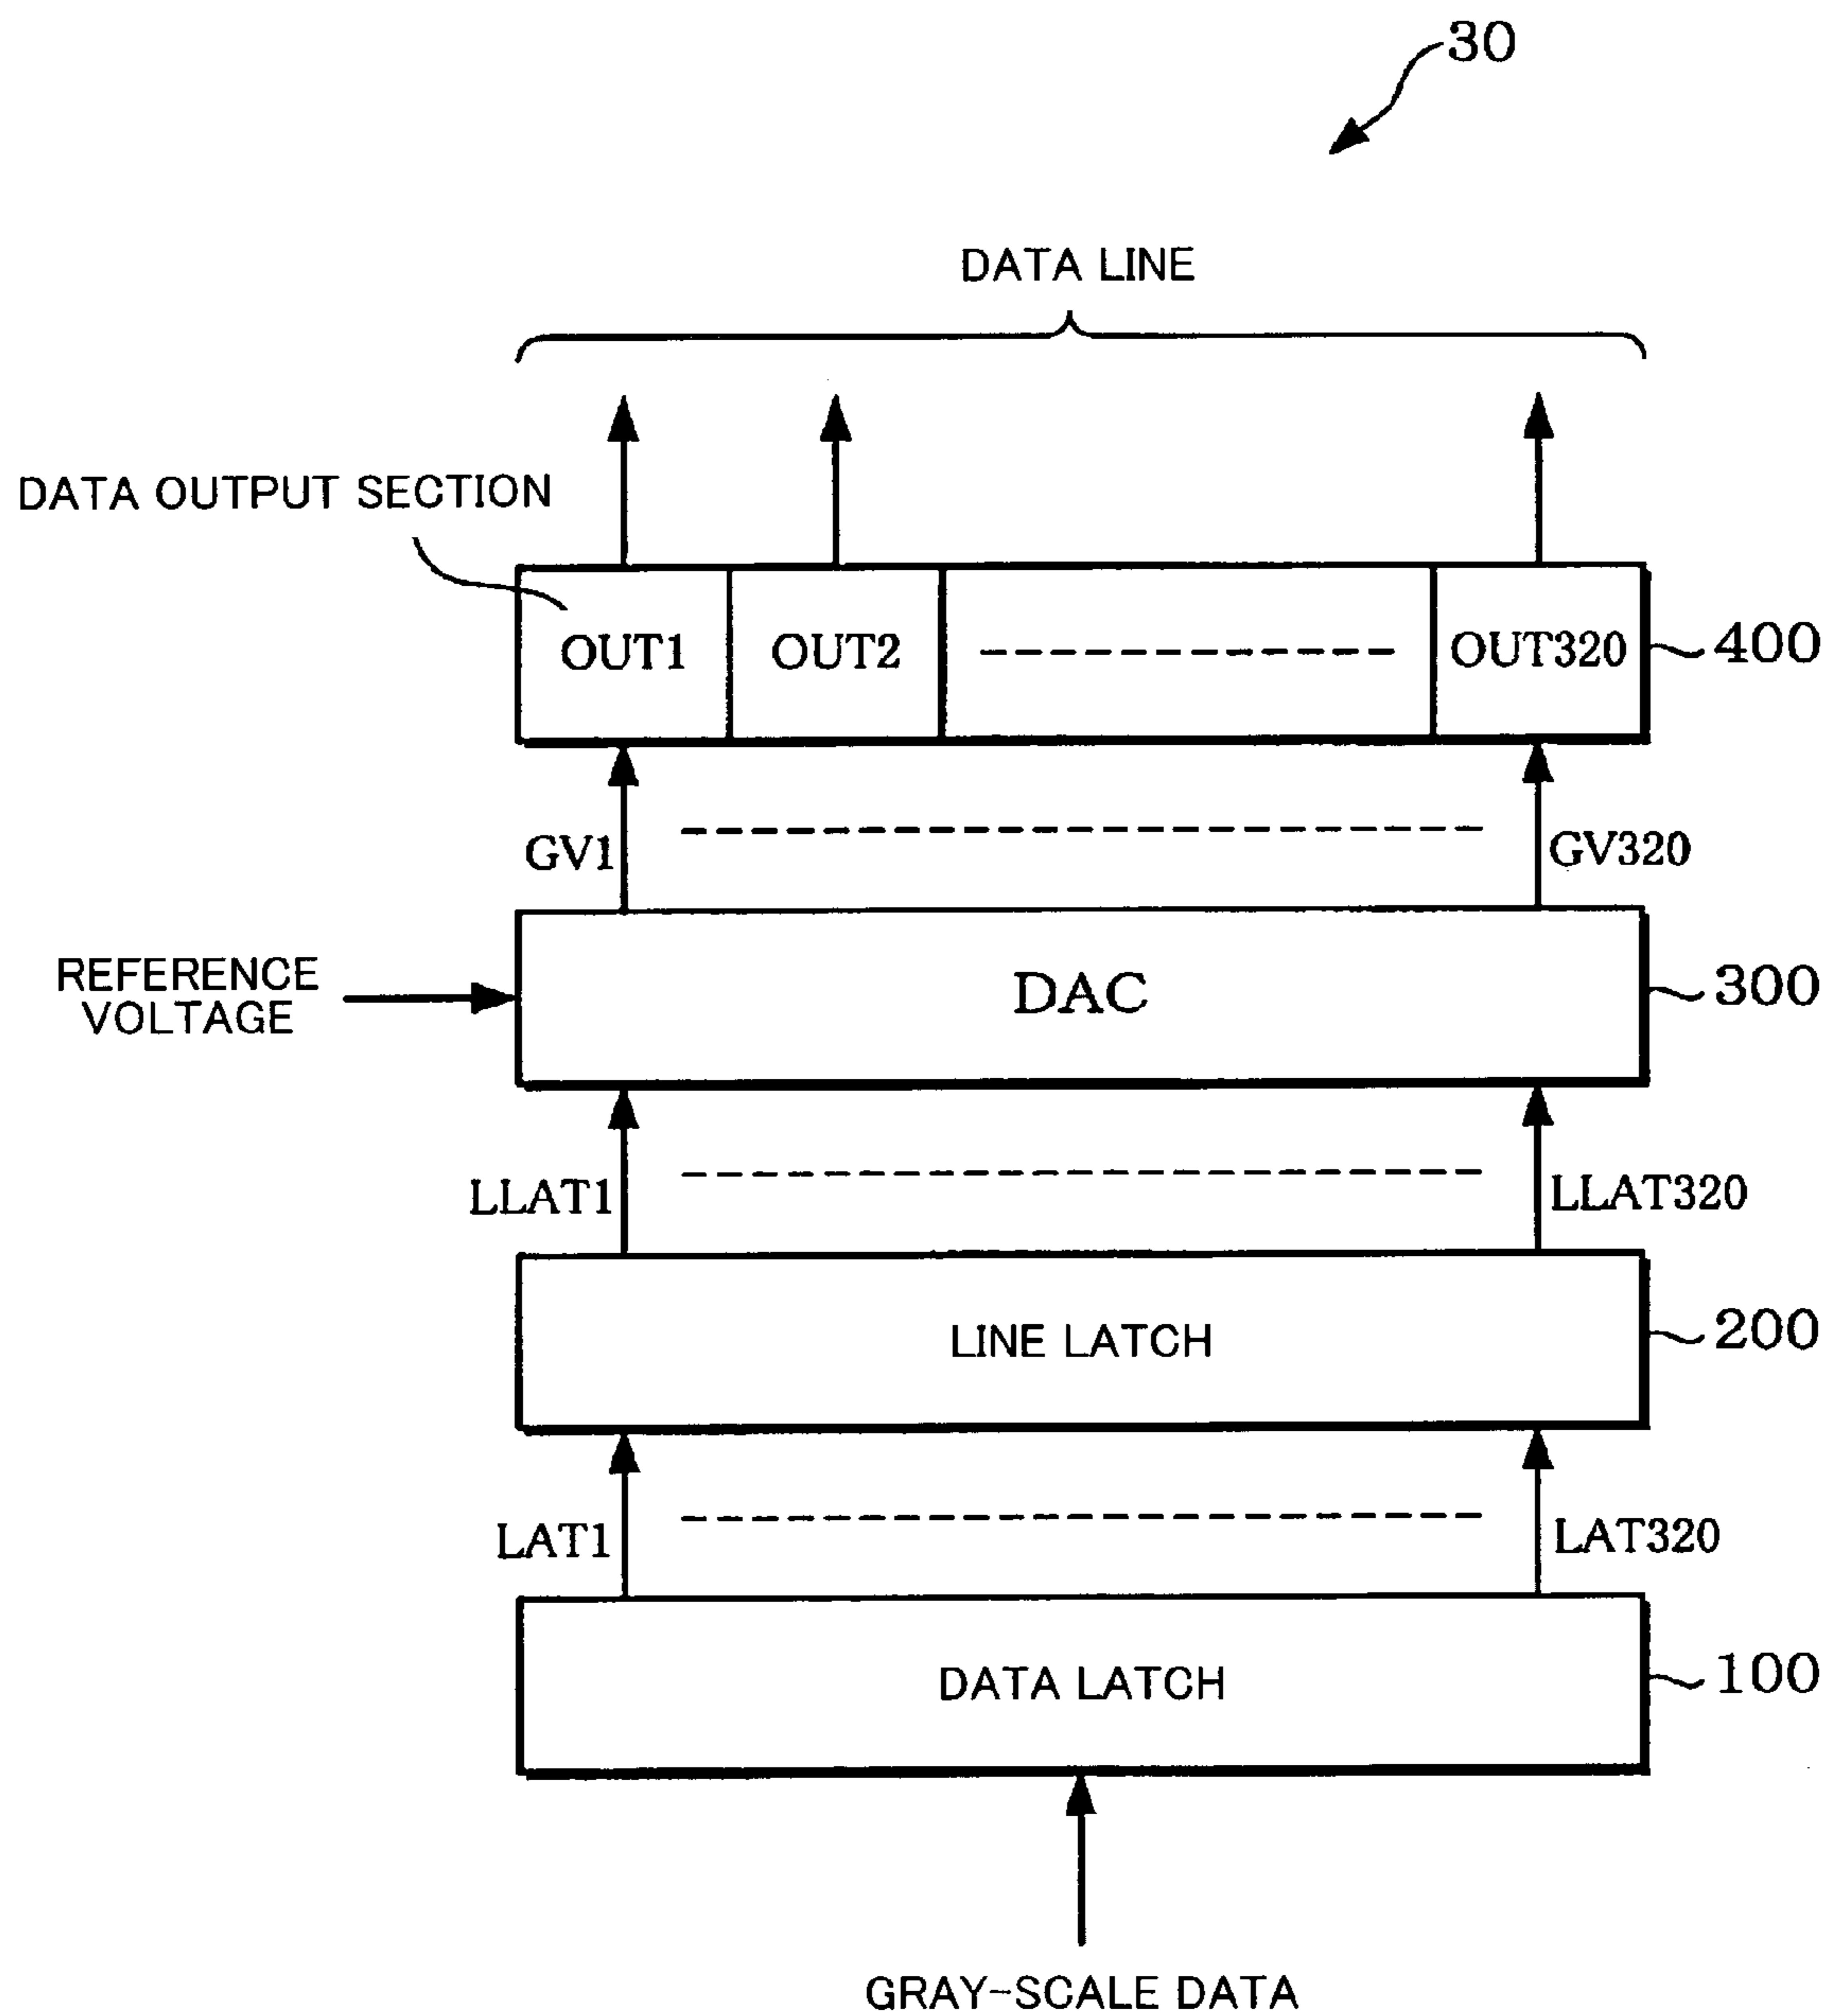 30
DATA LINE
DATA OUTPUT SECTION
OUT1 OUT2 OUT320
400
GV1 GV320
REFERENCE
VOLTAGE
DAC
300
LLAT1 LLAT320
LINE LATCH
200
LAT1 LAT320
DATA LATCH
100
GRAY-SCALE DATA